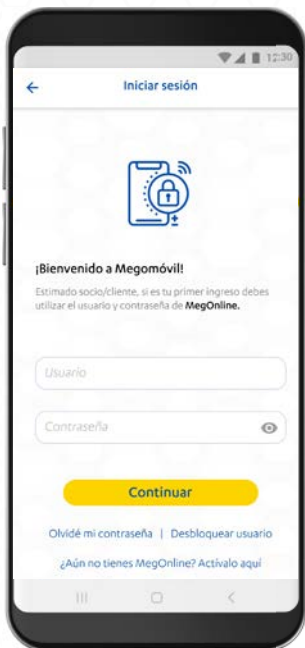 12:30
Iniciar sesión
¡Bienvenido a Megomóvil!
Estimado socio/cliente, si es tu primer ingreso debes
utilizar el usuario y contraseña de MegOnline.
Usuario
Contraseña
Continuar
Olvidé mi contraseña | Desbloquear usuario
¿Aún no tienes MegOnline? Actívalo aquí